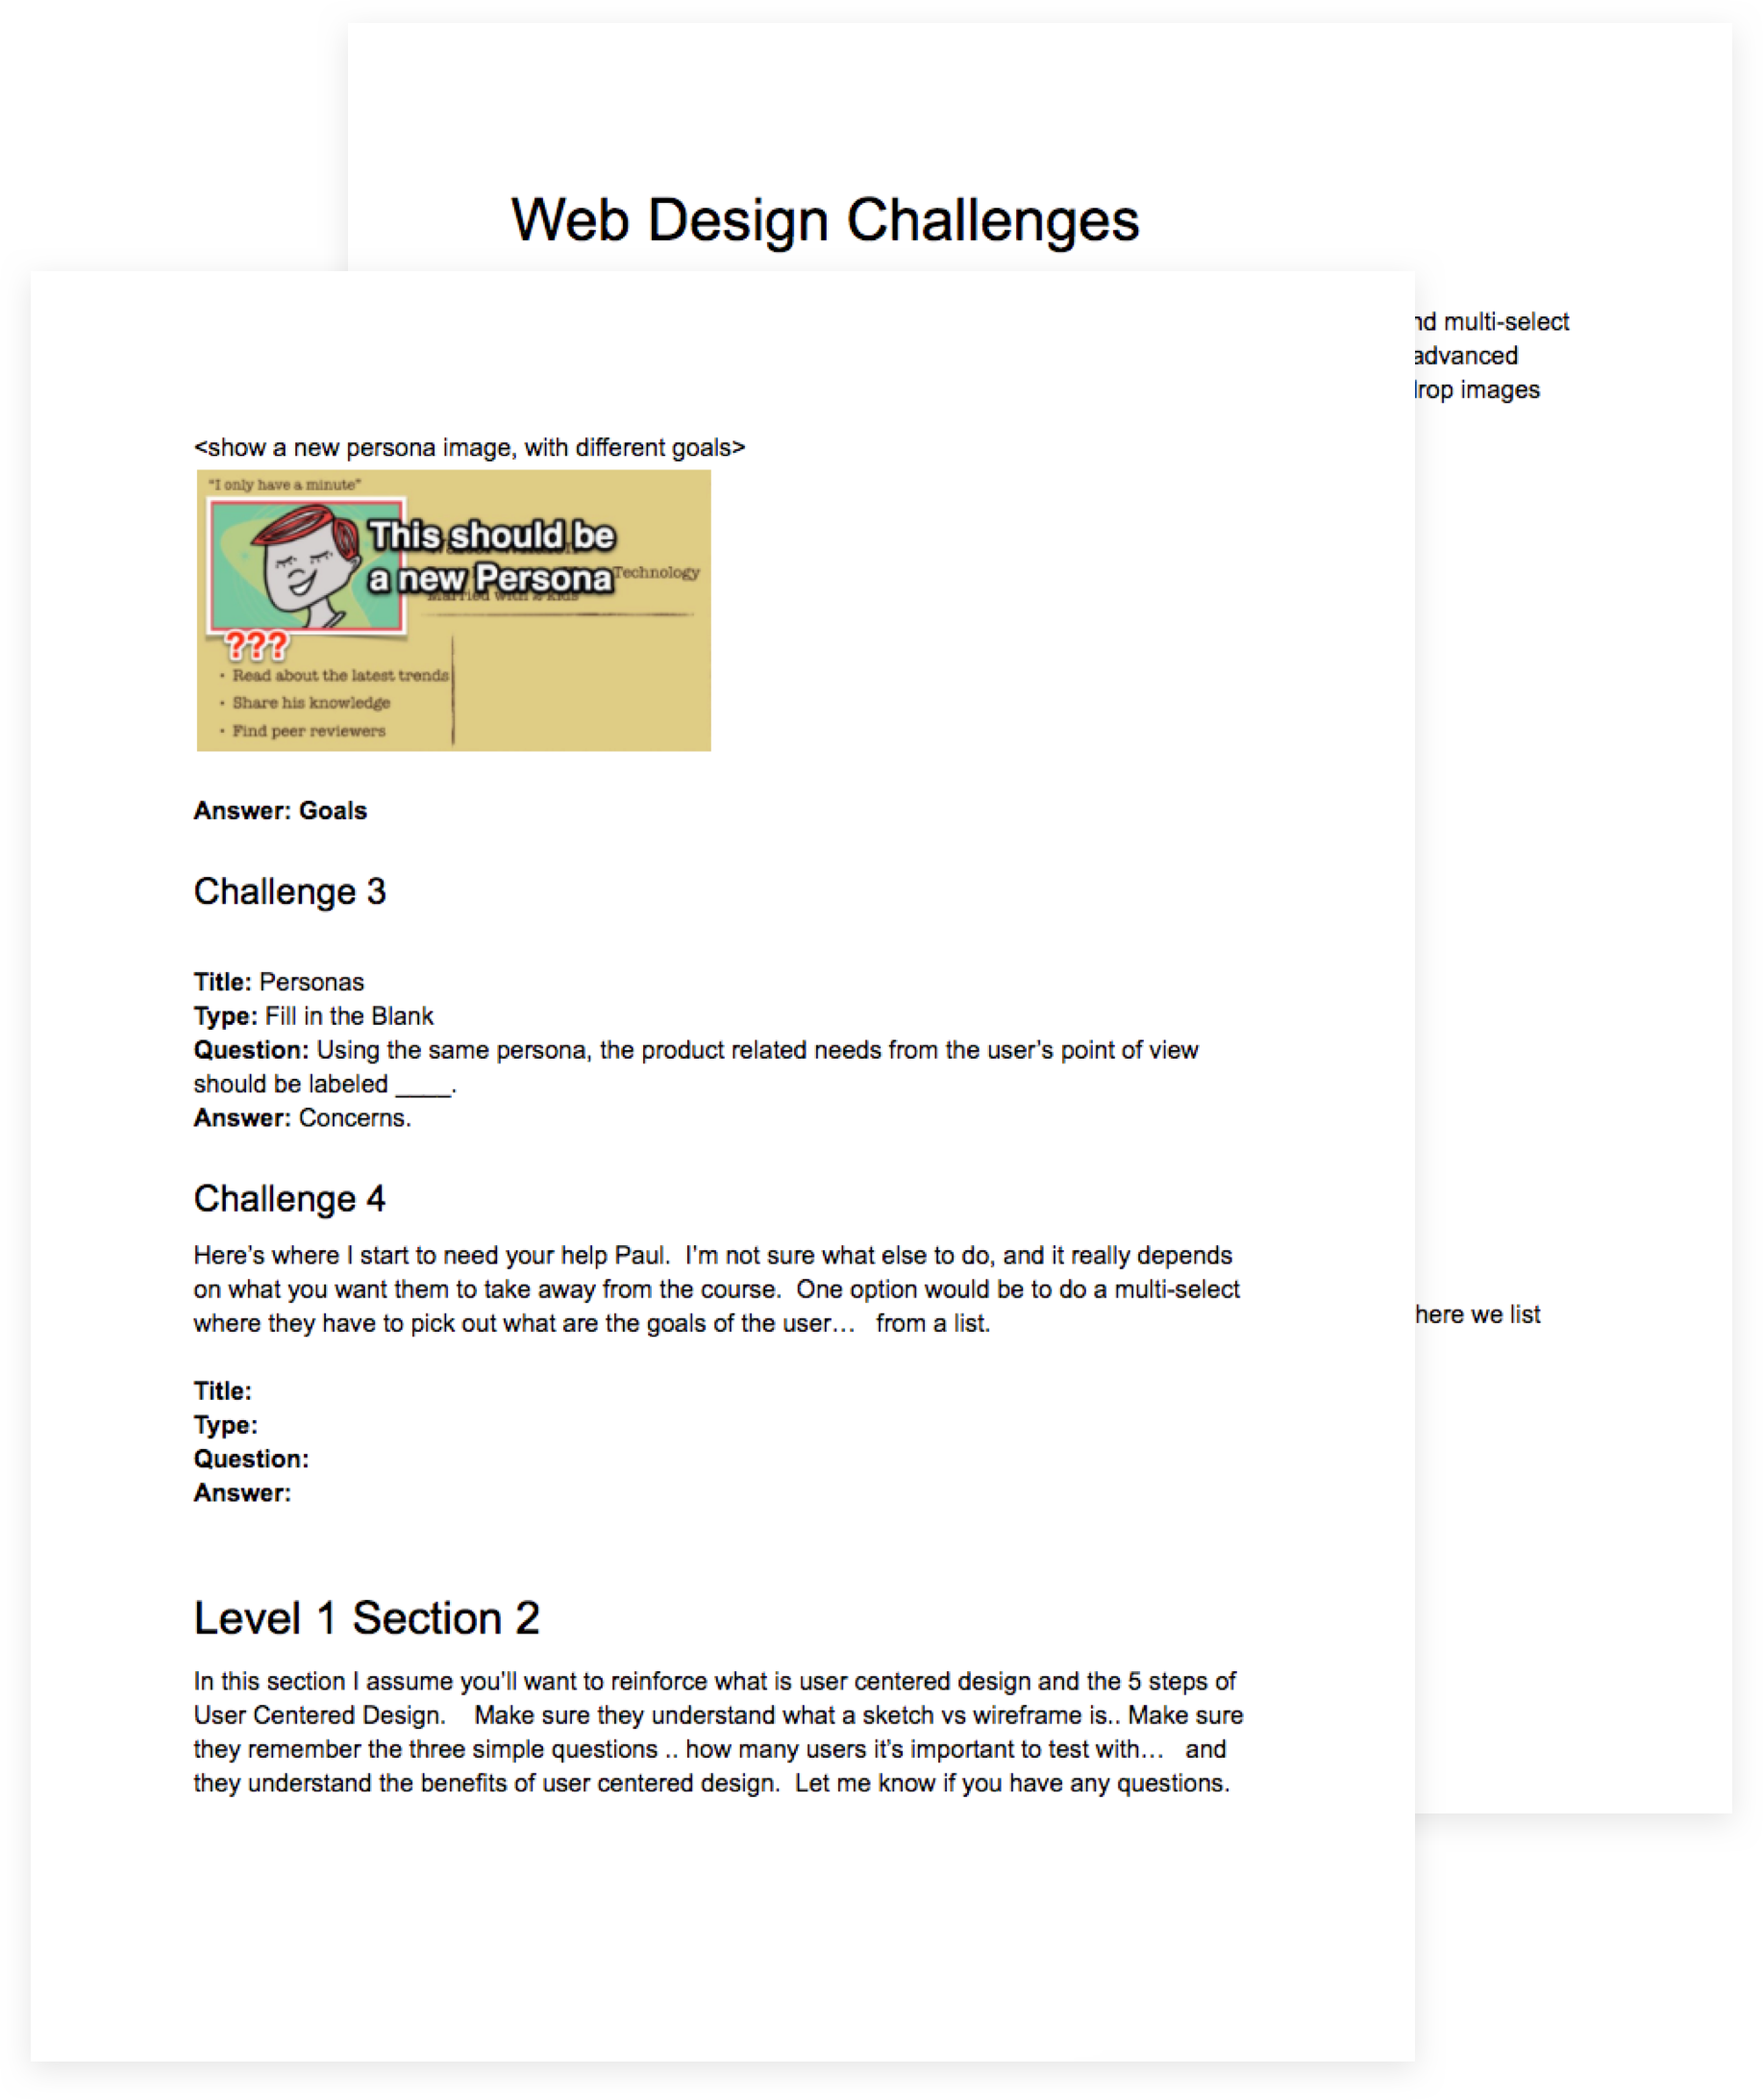 Web Design Challenges
nd multi-select
advanced
drop images
here we list
<show a new persona image, with different goals>
“I only have a minute”
This should be
a new Persona
Technology
Married with 2 kids
???
• Read about the latest trends
• Share his knowledge
• Find peer reviewers
Answer: Goals
Challenge 3
Title: Personas
Type: Fill in the Blank
Question: Using the same persona, the product related needs from the user’s point of view
should be labeled ____.
Answer: Concerns.
Challenge 4
Here’s where I start to need your help Paul.  I’m not sure what else to do, and it really depends
on what you want them to take away from the course.  One option would be to do a multi-select
where they have to pick out what are the goals of the user…   from a list.
Title:
Type:
Question:
Answer:
Level 1 Section 2
In this section I assume you’ll want to reinforce what is user centered design and the 5 steps of
User Centered Design.    Make sure they understand what a sketch vs wireframe is.. Make sure
they remember the three simple questions .. how many users it’s important to test with…   and
they understand the benefits of user centered design.  Let me know if you have any questions.